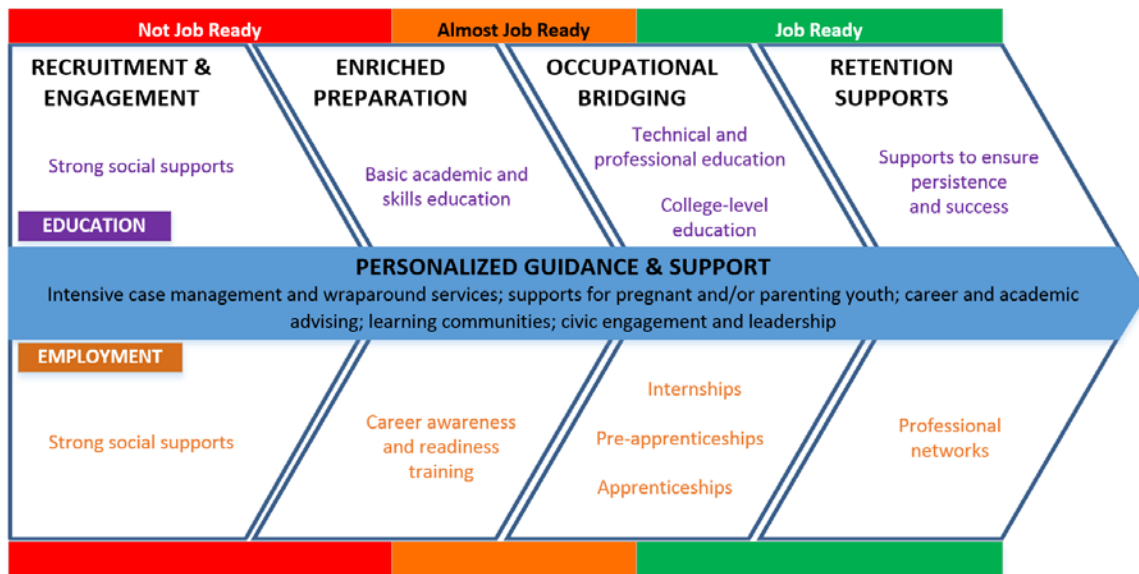 Not Job Ready
Almost Job Ready
Job Ready
RECRUITMENT &
ENGAGEMENT
ENRICHED
PREPARATION
OCCUPATIONAL
BRIDGING
RETENTION
SUPPORTS
Strong social supports
Basic academic and
skills education
Technical and
professional education
College-level
education
Supports to ensure
persistence
and success
EDUCATION
PERSONALIZED GUIDANCE & SUPPORT
Intensive case management and wraparound services; supports for pregnant and/or parenting youth; career and academic
advising; learning communities; civic engagement and leadership
EMPLOYMENT
Strong social supports
Career awareness
and readiness
training
Internships
Pre-apprenticeships
Apprenticeships
Professional
networks